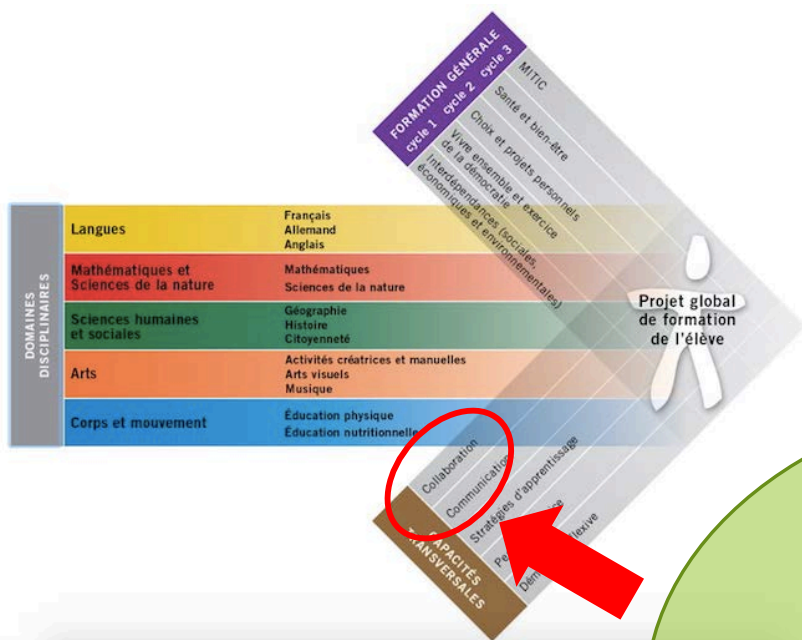 FORMATION GÉNÉRALE
cycle 1 cycle 2 cycle 3
MITIC
Santé et bien-être
Choix et projets personnels
Vivre ensemble et exercice
de la démocratie
Interdépendances (sociales,
économiques et environnementales)
DOMAINES
DISCIPLINAIRES
Langues
Français
Allemand
Anglais
Mathématiques et
Sciences de la nature
Mathématiques
Sciences de la nature
Sciences humaines
et sociales
Géographie
Histoire
Citoyenneté
Arts
Activités créatrices et manuelles
Arts visuels
Musique
Corps et mouvement
Éducation physique
Éducation nutritionnelle
Projet global
de formation
de l'élève
Collaboration
Communication
Stratégies d'apprentissage
CAPACITÉS
TRANSVERSALES